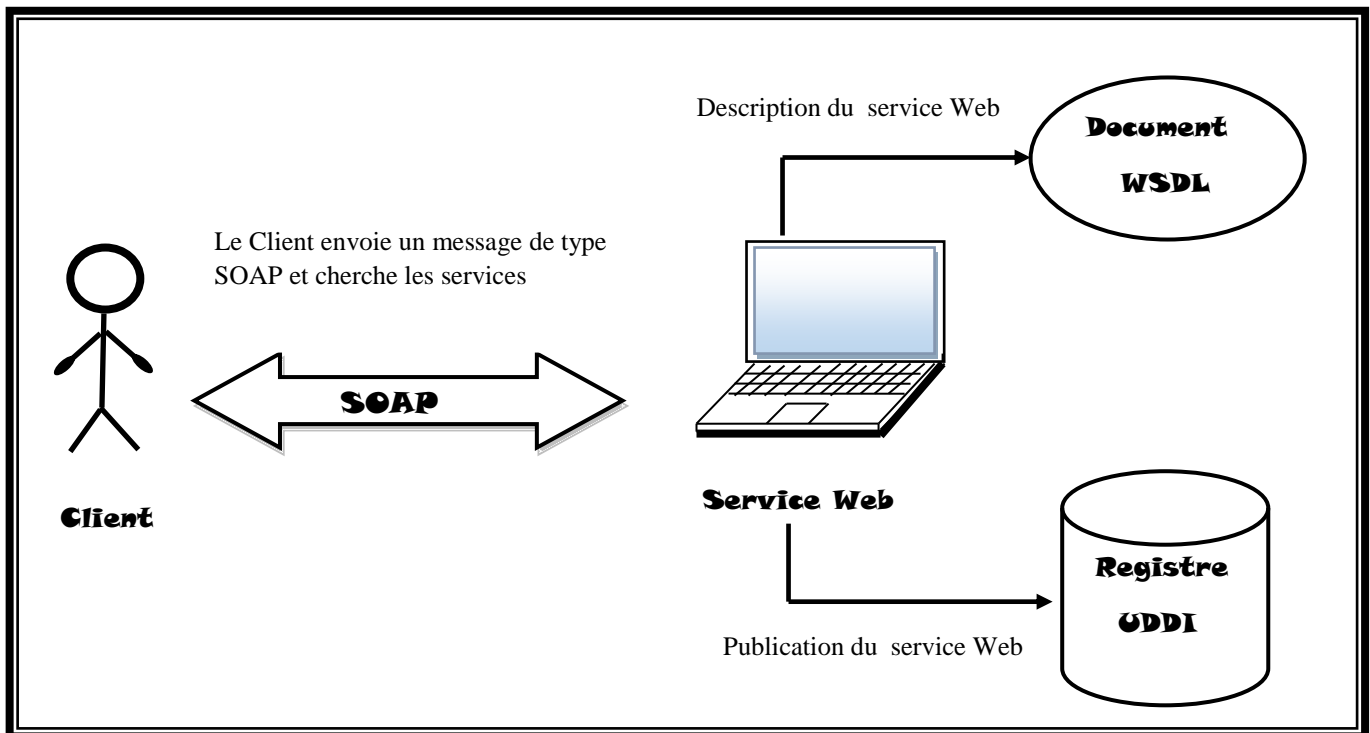 Description du service Web
Document
WSDL
Le Client envoie un message de type
SOAP et cherche les services
SOAP
Client
Service Web
Registre
UDDI
Publication du service Web